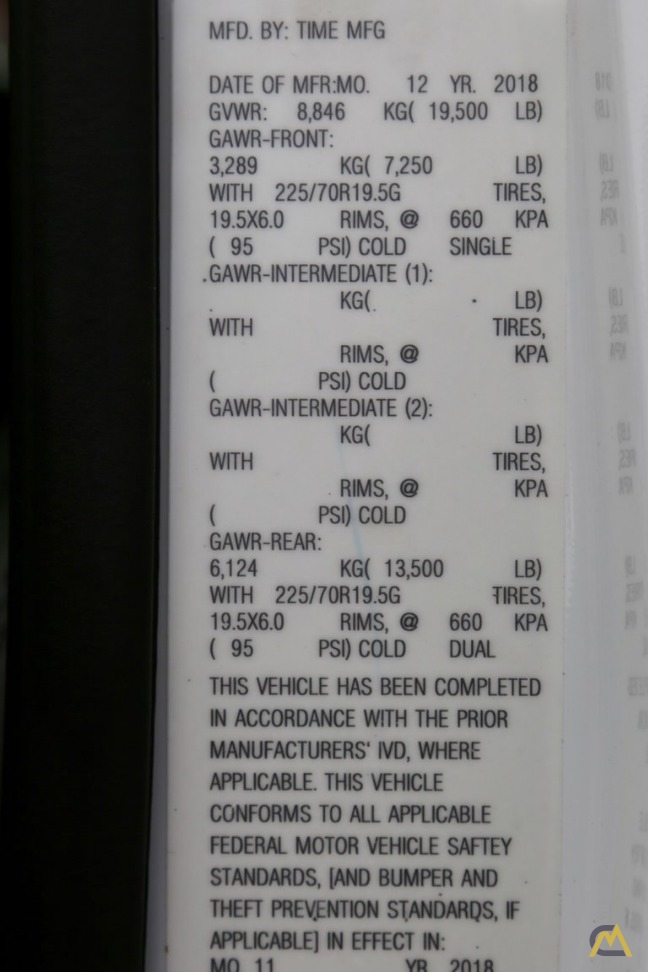 MFD. BY: TIME MFG
DATE OF MFR:MO. 12 YR. 2018
GVWR: 8,846 KG( 19,500 LB)
GAWR-FRONT:
3,289 KG( 7,250 LB)
WITH 225/70R19.5G TIRES,
19.5X6.0 RIMS, @ 660 KPA
( 95 PSI) COLD SINGLE
GAWR-INTERMEDIATE (1):
KG( LB)
WITH TIRES,
RIMS, @ KPA
( PSI) COLD
GAWR-INTERMEDIATE (2):
KG( LB)
WITH TIRES,
RIMS, @ KPA
( PSI) COLD
GAWR-REAR:
6,124 KG( 13,500 LB)
WITH 225/70R19.5G TIRES,
19.5X6.0 RIMS, @ 660 KPA
( 95 PSI) COLD DUAL
THIS VEHICLE HAS BEEN COMPLETED
IN ACCORDANCE WITH THE PRIOR
MANUFACTURERS' IVD, WHERE
APPLICABLE. THIS VEHICLE
CONFORMS TO ALL APPLICABLE
FEDERAL MOTOR VEHICLE SAFTEY
STANDARDS, [AND BUMPER AND
THEFT PREVENTION STANDARDS, IF
APPLICABLE] IN EFFECT IN:
MO 11 YR 2018